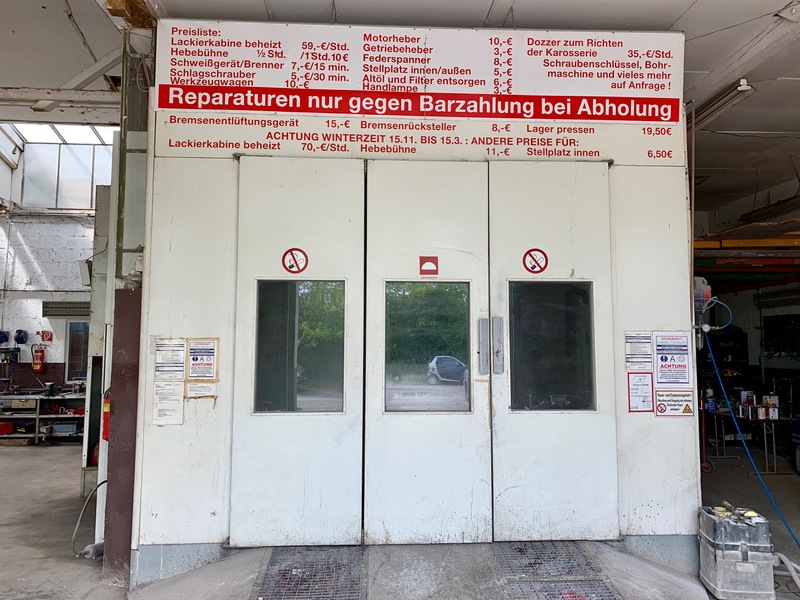 Preisliste:
Lackierkabine beheizt 59,-€/Std.
Hebebühne ½ Std. /1Std.10€
Schweißgerät/Brenner 7,-€/15 min.
Schlagschrauber 5,-€/30 min.
Werkzeugwagen 10,-€
Motorheber 10,-€
Getriebeheber 3,-€
Federspanner 8,-€
Stellplatz innen/außen 5,-€
Altöl und Filter entsorgen 6,-€
Handlampe 3,-€
Dozzer zum Richten
der Karosserie 35,-€/Std.
Schraubenschlüssel, Bohr-
maschine und vieles mehr
auf Anfrage !
Reparaturen nur gegen Barzahlung bei Abholung
Bremsenentlüftungsgerät 15,-€ Bremsenrücksteller 8,-€ Lager pressen 19,50€
ACHTUNG WINTERZEIT 15.11. BIS 15.3. : ANDERE PREISE FÜR:
Lackierkabine beheizt 70,-€/Std. Hebebühne 11,-€ Stellplatz innen 6,50€
ACHTUNG
ACHTUNG
ACHTUNG